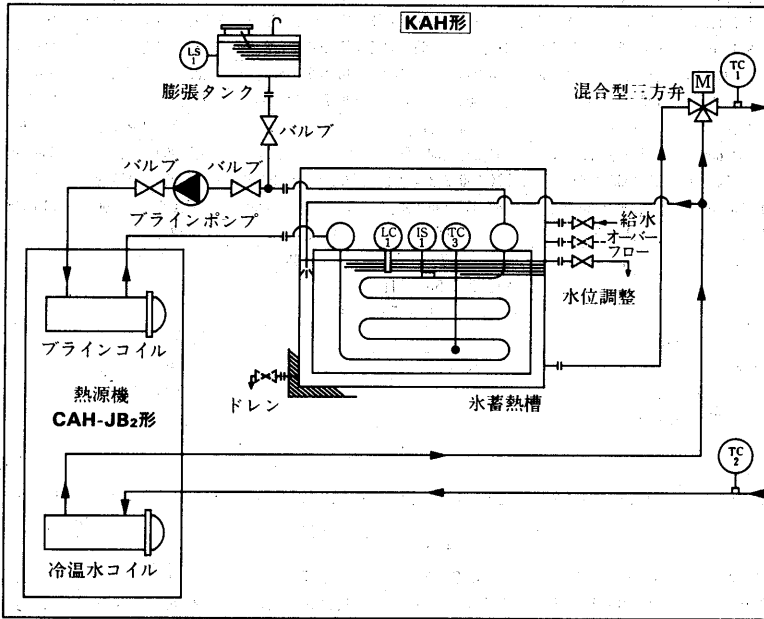 KAH形
LS
1
膨張タンク
バルブ
混合型三方弁
M
TC
1
バルブ
バルブ
ブラインポンプ
LC
1
IS
1
TC
3
給水
オーバー
フロー
水位調整
ブラインコイル
熱源機
CAH-JB₂形
ドレン
氷蓄熱槽
TC
2
冷温水コイル